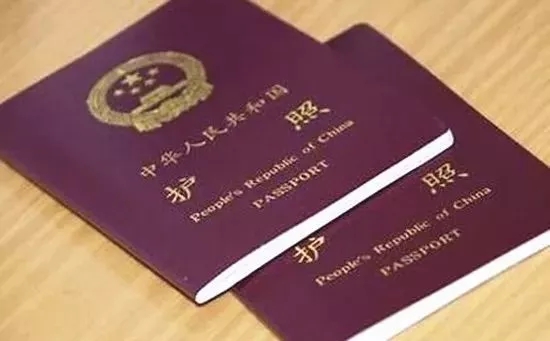 中华人民共和国
护 照
People's Republic of China
PASSPORT
护 照
People's Republic of China
PASSPORT